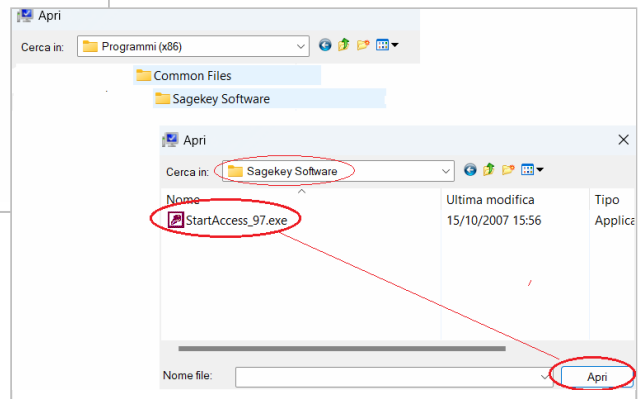 Apri
Cerca in: Programmi (x86)
Common Files
Sagekey Software
Apri
Cerca in: Sagekey Software
Nome Ultima modifica Tipo
StartAccess_97.exe 15/10/2007 15:56 Applica
Nome file: Apri